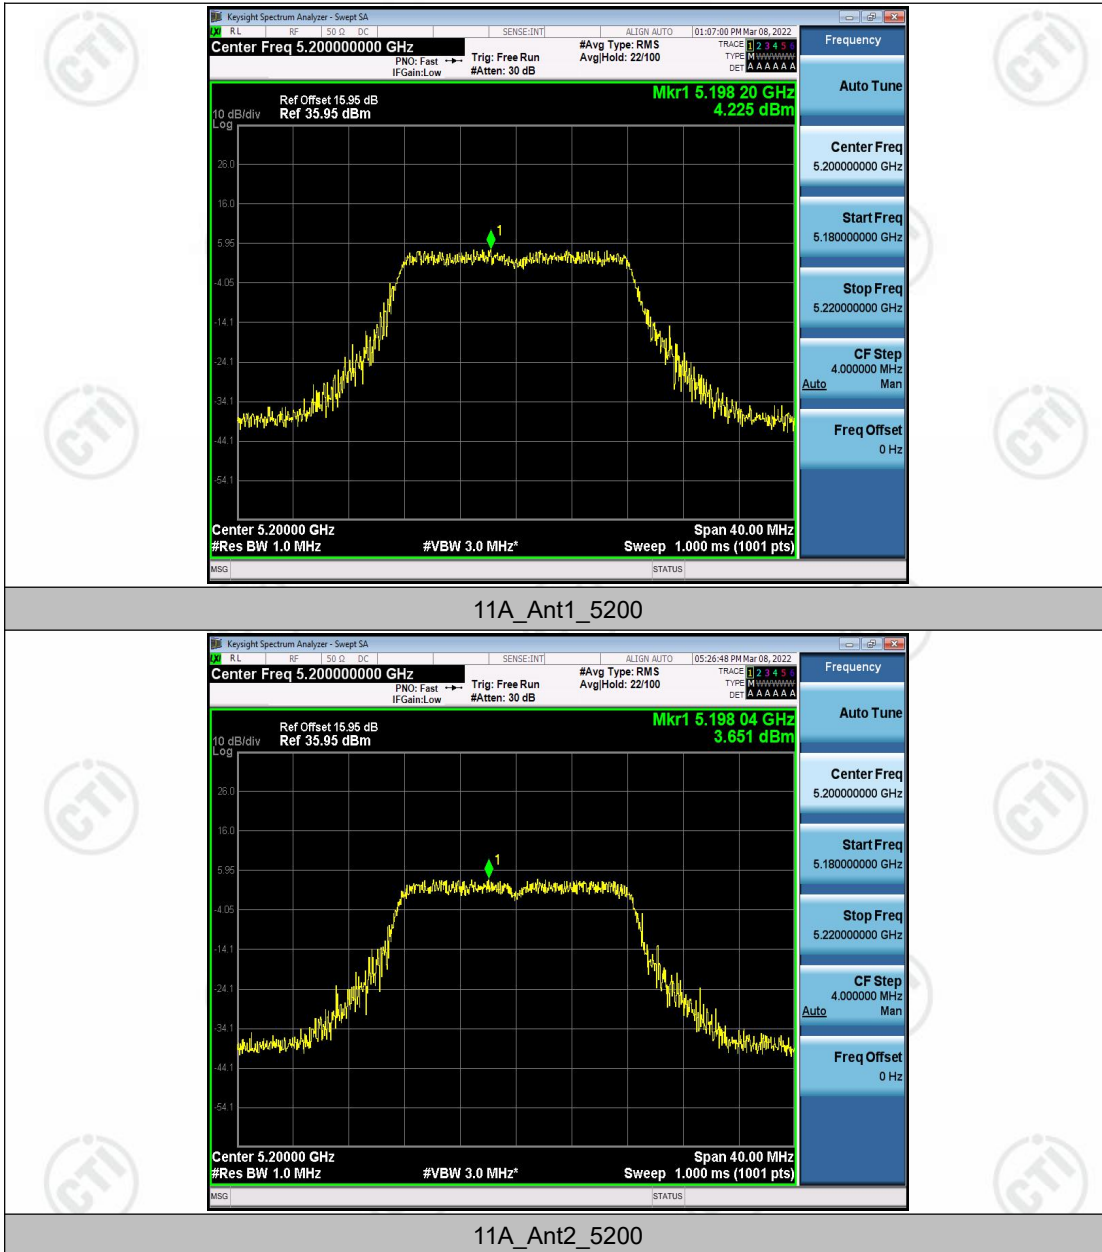 Keysight Spectrum Analyzer - Swept SA
LXI RL RF 50 Ω DC SENSE:INT ALIGN AUTO 01:07:00 PM Mar 08, 2022
Center Freq 5.200000000 GHz
PNO: Fast
IFGain:Low
Trig: Free Run
#Atten: 30 dB
#Avg Type: RMS
Avg|Hold: 22/100
TRACE 1 2 3 4 5 6
TYPE M WWWWW
DET A A A A A A
Ref Offset 15.95 dB
10 dB/div Ref 35.95 dBm
Log
Mkr1 5.198 20 GHz
4.225 dBm
26.0
16.0
5.95
-4.05
-14.1
-24.1
-34.1
-44.1
-54.1
1
Center 5.20000 GHz
Span 40.00 MHz
#Res BW 1.0 MHz
#VBW 3.0 MHz*
Sweep 1.000 ms (1001 pts)
MSG
STATUS
Frequency
Auto Tune
Center Freq
5.200000000 GHz
Start Freq
5.180000000 GHz
Stop Freq
5.220000000 GHz
CF Step
4.000000 MHz
Auto Man
Freq Offset
0 Hz
11A_Ant1_5200
Keysight Spectrum Analyzer - Swept SA
LXI RL RF 50 Ω DC SENSE:INT ALIGN AUTO 05:26:48 PM Mar 08, 2022
Center Freq 5.200000000 GHz
PNO: Fast
IFGain:Low
Trig: Free Run
#Atten: 30 dB
#Avg Type: RMS
Avg|Hold: 22/100
TRACE 1 2 3 4 5 6
TYPE M WWWWW
DET A A A A A A
Ref Offset 15.95 dB
10 dB/div Ref 35.95 dBm
Log
Mkr1 5.198 04 GHz
3.651 dBm
26.0
16.0
5.95
-4.05
-14.1
-24.1
-34.1
-44.1
-54.1
1
Center 5.20000 GHz
Span 40.00 MHz
#Res BW 1.0 MHz
#VBW 3.0 MHz*
Sweep 1.000 ms (1001 pts)
MSG
STATUS
Frequency
Auto Tune
Center Freq
5.200000000 GHz
Start Freq
5.180000000 GHz
Stop Freq
5.220000000 GHz
CF Step
4.000000 MHz
Auto Man
Freq Offset
0 Hz
11A_Ant2_5200
CTI
CTI
CTI
CTI
CTI
CTI
CTI
CTI